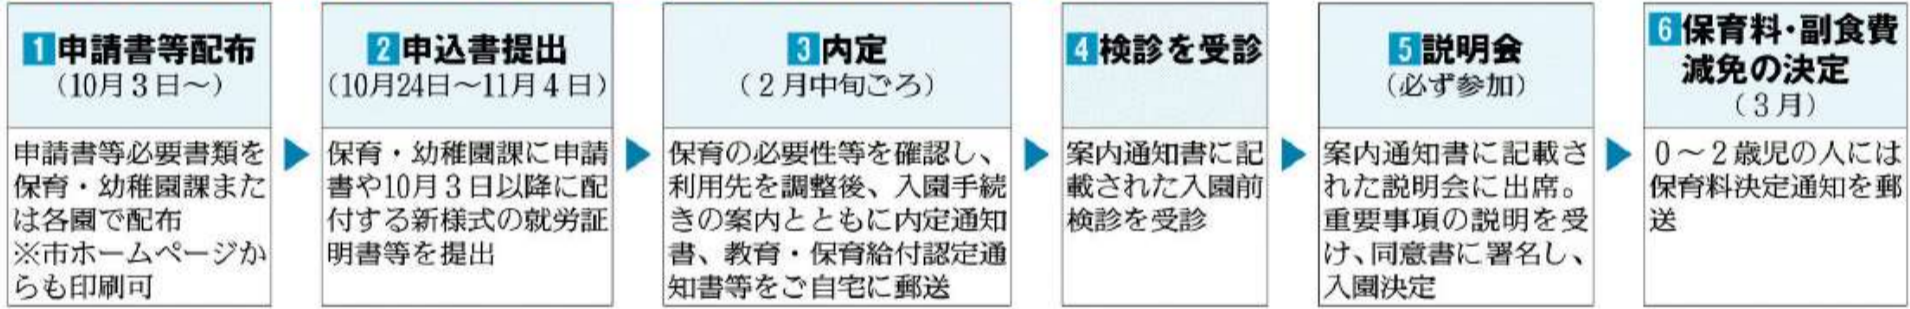 1申請書等配布
(10月3日~)
申請書等必要書類を
保育・幼稚園課また
は各園で配布
※市ホームページか
らも印刷可
2申込書提出
(10月24日~11月4日)
保育・幼稚園課に申請
書や10月3日以降に配
付する新様式の就労証
明書等を提出
3内定
(2月中旬ごろ)
保育の必要性等を確認し、
利用先を調整後、入園手続
きの案内とともに内定通知
書、教育・保育給付認定通
知書等をご自宅に郵送
4検診を受診
案内通知書に記
載された入園前
検診を受診
5説明会
(必ず参加)
案内通知書に記載さ
れた説明会に出席。
重要事項の説明を受
け、同意書に署名し、
入園決定
6保育料・副食費
減免の決定
(3月)
0~2歳児の人には
保育料決定通知を郵
送